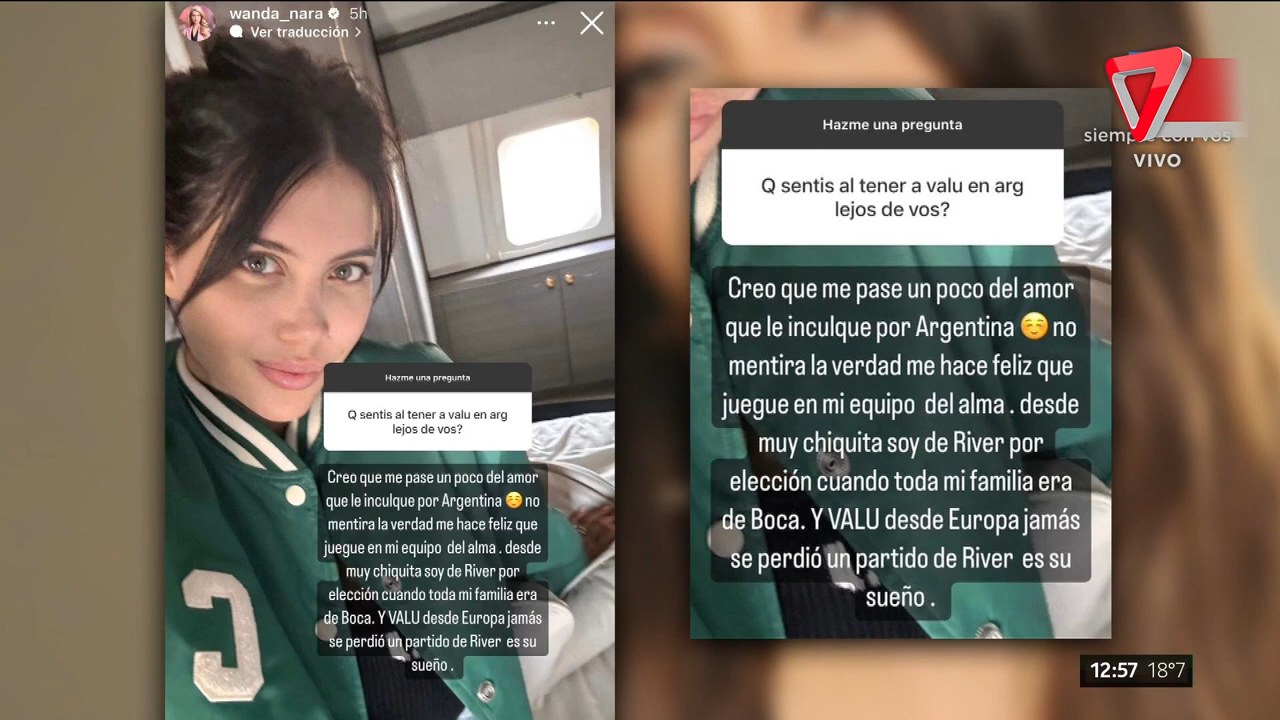 wanda_nara 5h
Ver traducción >
Hazme una pregunta
Q sentis al tener a valu en arg
lejos de vos?
Creo que me pase un poco del amor
que le inculque por Argentina ☺️ no
mentira la verdad me hace feliz que
juegue en mi equipo del alma . desde
muy chiquita soy de River por
elección cuando toda mi familia era
de Boca. Y VALU desde Europa jamás
se perdió un partido de River es su
sueño .
Hazme una pregunta
Q sentis al tener a valu en arg
lejos de vos?
Creo que me pase un poco del amor
que le inculque por Argentina ☺️ no
mentira la verdad me hace feliz que
juegue en mi equipo del alma . desde
muy chiquita soy de River por
elección cuando toda mi familia era
de Boca. Y VALU desde Europa jamás
se perdió un partido de River es su
sueño .
7
siempre con vos
VIVO
12:57 18°7